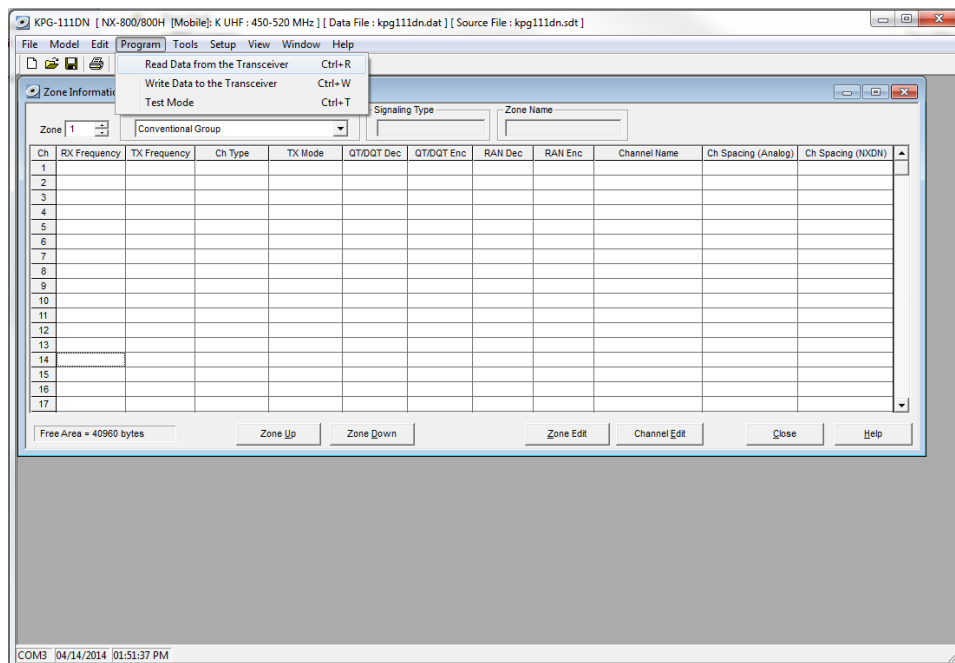 KPG-111DN [ NX-800/800H [Mobile]: K UHF : 450-520 MHz ] [ Data File : kpg111dn.dat ] [ Source File : kpg111dn.sdt ]
File Model Edit Program Tools Setup View Window Help
Read Data from the Transceiver Ctrl+R
Write Data to the Transceiver Ctrl+W
Test Mode Ctrl+T
Zone Informatio
Signaling Type Zone Name
Zone 1 Conventional Group
Ch RX Frequency TX Frequency Ch Type TX Mode QT/DQT Dec QT/DQT Enc RAN Dec RAN Enc Channel Name Ch Spacing (Analog) Ch Spacing (NXDN)
1
2
3
4
5
6
7
8
9
10
11
12
13
14
15
16
17
Free Area = 40960 bytes Zone Up Zone Down Zone Edit Channel Edit Close Help
COM3 04/14/2014 01:51:37 PM